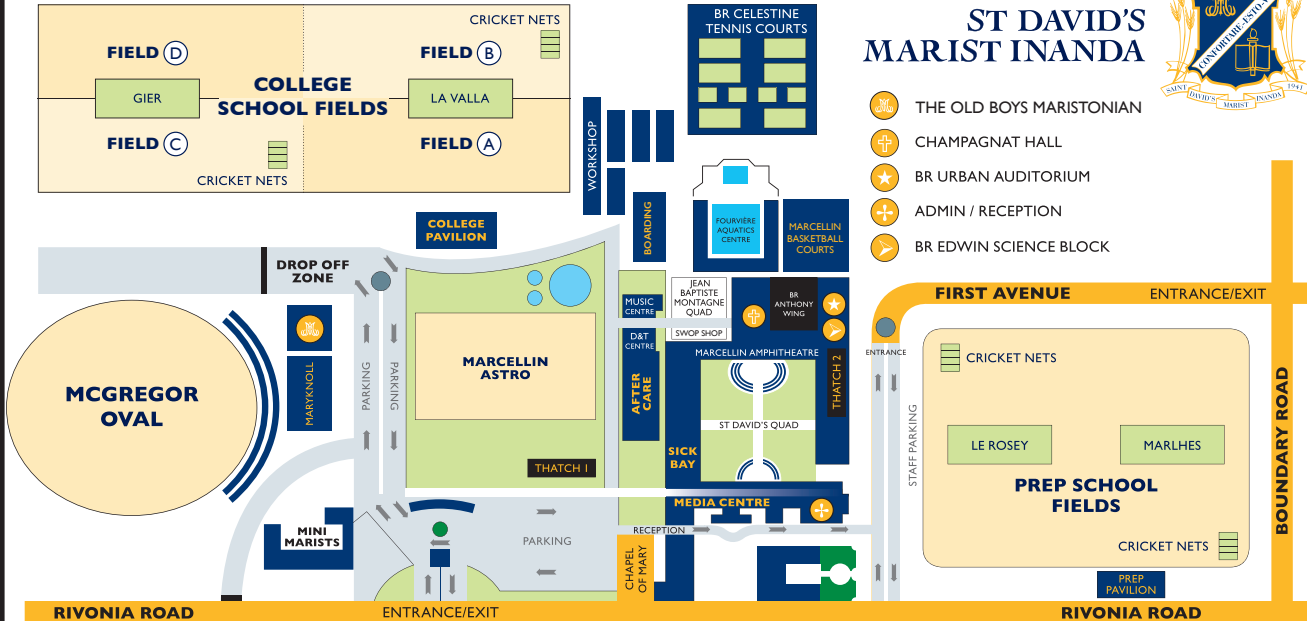 CRICKET NETS
FIELD D
FIELD B
GIER
COLLEGE
SCHOOL FIELDS
LA VALLA
FIELD C
FIELD A
CRICKET NETS
BR CELESTINE
TENNIS COURTS
ST DAVID'S
MARIST INANDA
CONFORTARE·ESTO·V
SAINT DAVID'S MARIST INANDA 1941
THE OLD BOYS MARISTONIAN
CHAMPAGNAT HALL
BR URBAN AUDITORIUM
ADMIN / RECEPTION
BR EDWIN SCIENCE BLOCK
WORKSHOP
BOARDING
FOURVIÈRE
AQUATICS
CENTRE
MARCELLIN
BASKETBALL
COURTS
COLLEGE
PAVILION
DROP OFF
ZONE
MCGREGOR
OVAL
MARYKNOLL
PARKING
PARKING
MARCELLIN
ASTRO
THATCH 1
MUSIC
CENTRE
D&T
CENTRE
AFTER
CARE
JEAN
BAPTISTE
MONTAGNE
QUAD
SWOP SHOP
BR
ANTHONY
WING
MARCELLIN AMPHITHEATRE
THATCH 2
ST DAVID'S QUAD
SICK
BAY
MEDIA CENTRE
RECEPTION
CHAPEL
OF MARY
MINI
MARISTS
PARKING
FIRST AVENUE
ENTRANCE/EXIT
ENTRANCE
STAFF PARKING
CRICKET NETS
LE ROSEY
MARLHES
PREP SCHOOL
FIELDS
CRICKET NETS
PREP
PAVILION
BOUNDARY ROAD
RIVONIA ROAD
ENTRANCE/EXIT
RIVONIA ROAD